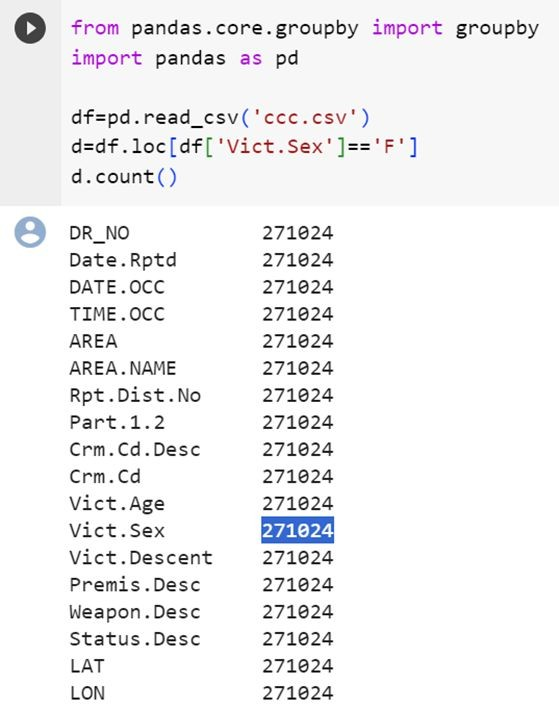 from pandas.core.groupby import groupby
import pandas as pd
df=pd.read_csv('ccc.csv')
d=df.loc[df['Vict.Sex']=='F']
d.count()
DR_NO 271024
Date.Rptd 271024
DATE.OCC 271024
TIME.OCC 271024
AREA 271024
AREA.NAME 271024
Rpt.Dist.No 271024
Part.1.2 271024
Crm.Cd.Desc 271024
Crm.Cd 271024
Vict.Age 271024
Vict.Sex 271024
Vict.Descent 271024
Premis.Desc 271024
Weapon.Desc 271024
Status.Desc 271024
LAT 271024
LON 271024